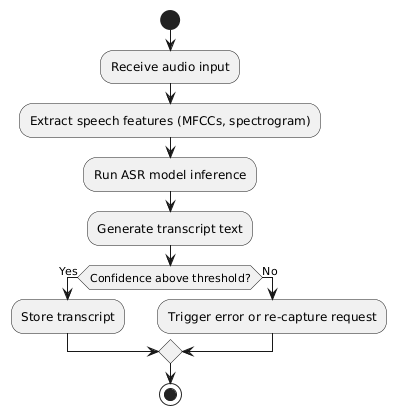 Receive audio input
Extract speech features (MFCCs, spectrogram)
Run ASR model inference
Generate transcript text
Confidence above threshold?
Yes
No
Store transcript
Trigger error or re-capture request